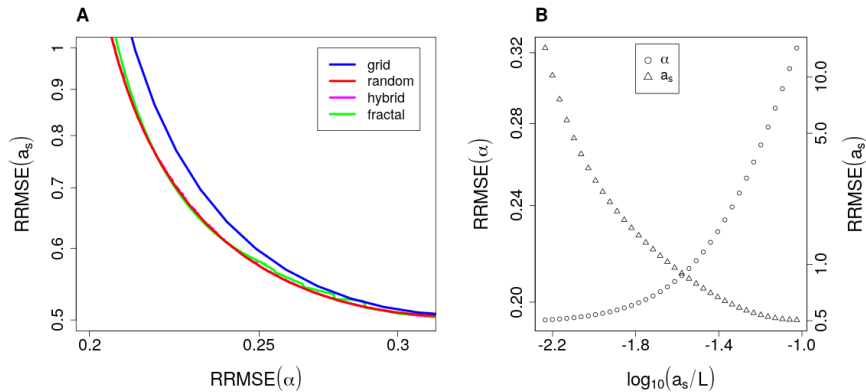 A
RRMSE(aₛ)
1
0.9
0.8
0.7
0.6
0.5
grid
random
hybrid
fractal
0.2
0.25
0.3
RRMSE(α)
B
RRMSE(α)
0.32
0.28
0.24
0.20
α
aₛ
10.0
5.0
1.0
0.5
RRMSE(aₛ)
-2.2
-1.8
-1.4
-1.0
log₁₀(aₛ/L)